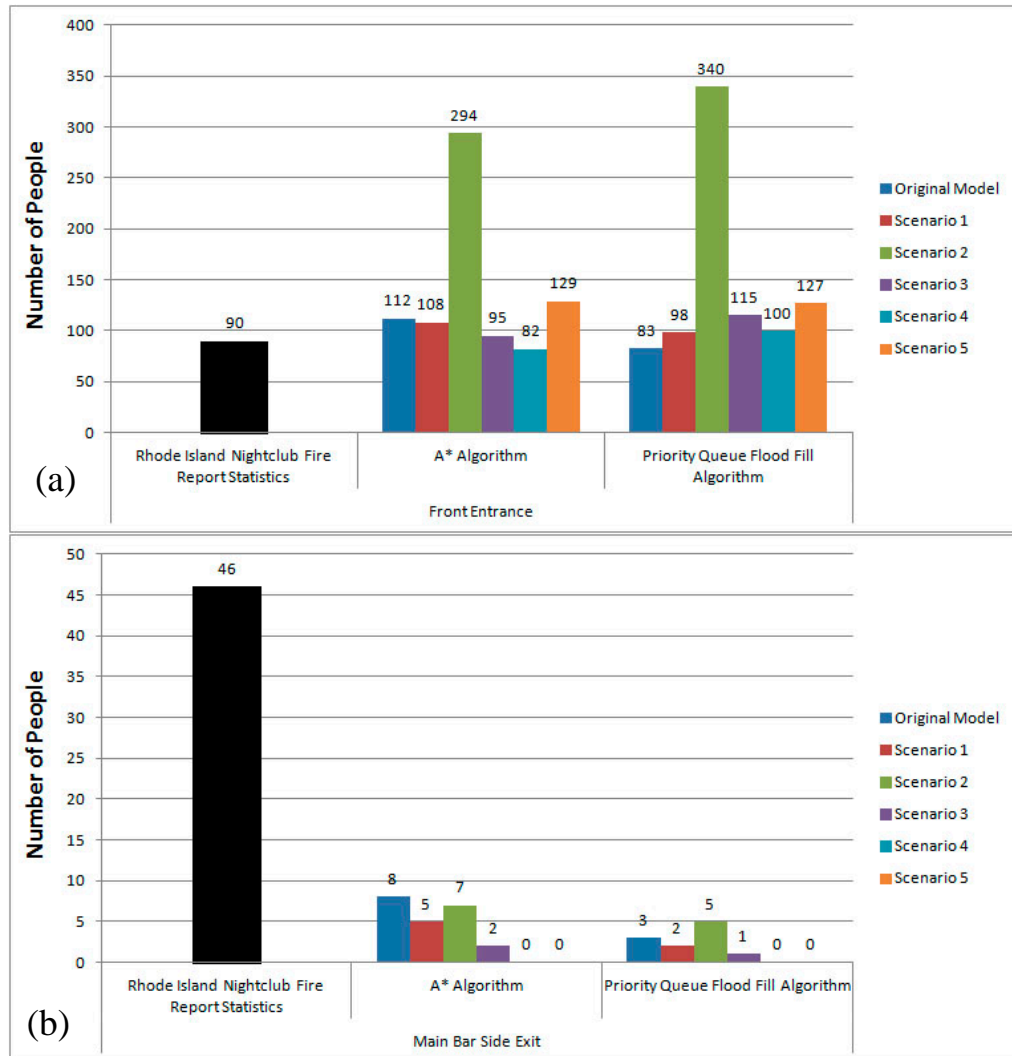 400
350
300
250
200
150
100
50
0
Number of People
90
112
108
294
95
82
129
83
98
340
115
100
127
Rhode Island Nightclub Fire
Report Statistics
A* Algorithm
Priority Queue Flood Fill
Algorithm
Front Entrance
Original Model
Scenario 1
Scenario 2
Scenario 3
Scenario 4
Scenario 5
(a)
50
45
40
35
30
25
20
15
10
5
0
Number of People
46
8
5
7
2
0
0
3
2
5
1
0
0
Rhode Island Nightclub Fire
Report Statistics
A* Algorithm
Priority Queue Flood Fill Algorithm
Main Bar Side Exit
Original Model
Scenario 1
Scenario 2
Scenario 3
Scenario 4
Scenario 5
(b)